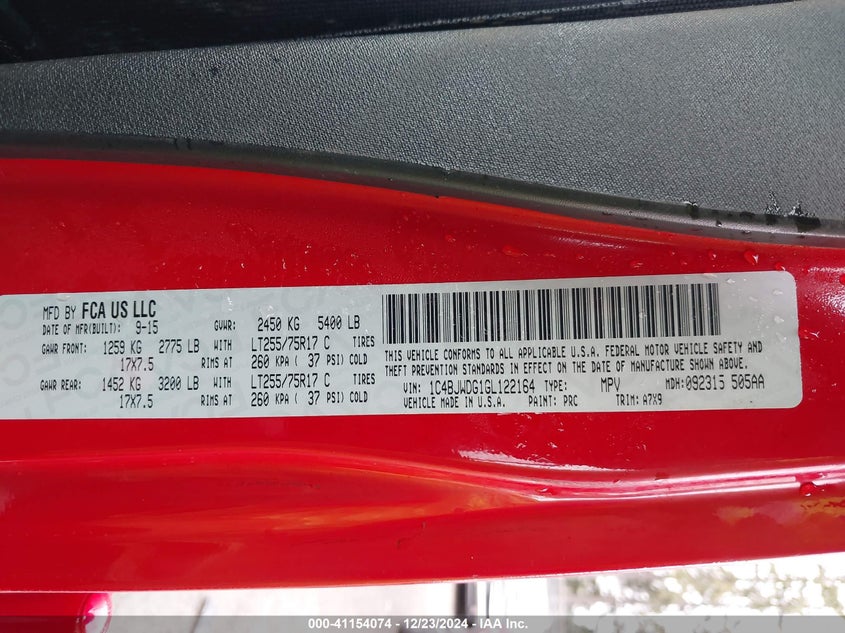 MFD BY FCA US LLC
DATE OF MFR(BUILT): 9-15 GVWR: 2450 KG 5400 LB
GAWR FRONT: 1259 KG 2775 LB WITH LT255/75R17 C TIRES
17X7.5 RIMS AT 260 KPA ( 37 PSI) COLD
GAWR REAR: 1452 KG 3200 LB WITH LT255/75R17 C TIRES
17X7.5 RIMS AT 260 KPA ( 37 PSI) COLD
THIS VEHICLE CONFORMS TO ALL APPLICABLE U.S.A. FEDERAL MOTOR VEHICLE SAFETY AND
THEFT PREVENTION STANDARDS IN EFFECT ON THE DATE OF MANUFACTURE SHOWN ABOVE.
VIN: 1C4BJWDG1GL122164 TYPE: MPV MDH: 092315 505AA
VEHICLE MADE IN U.S.A. PAINT: PRC TRIM: A7X9
000-41154074 - 12/23/2024 - IAA Inc.